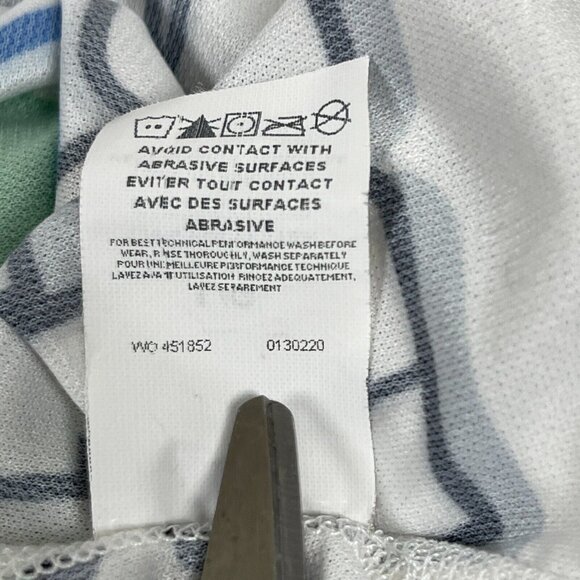 AVOID CONTACT WITH
ABRASIVE SURFACES
EVITER TOUT CONTACT
AVEC DES SURFACES
ABRASIVE
FOR BEST TECHNICAL PERFORMANCE WASH BEFORE
WEAR, RINSE THOROUGHLY, WASH SEPARATELY
POUR UNE MEILLEURE PERFORMANCE TECHNIQUE
LAVEZ AVANT UTILISATION RINCEZ ADEQUAMENT,
LAVEZ SEPAREMENT
WO 451852 0130220